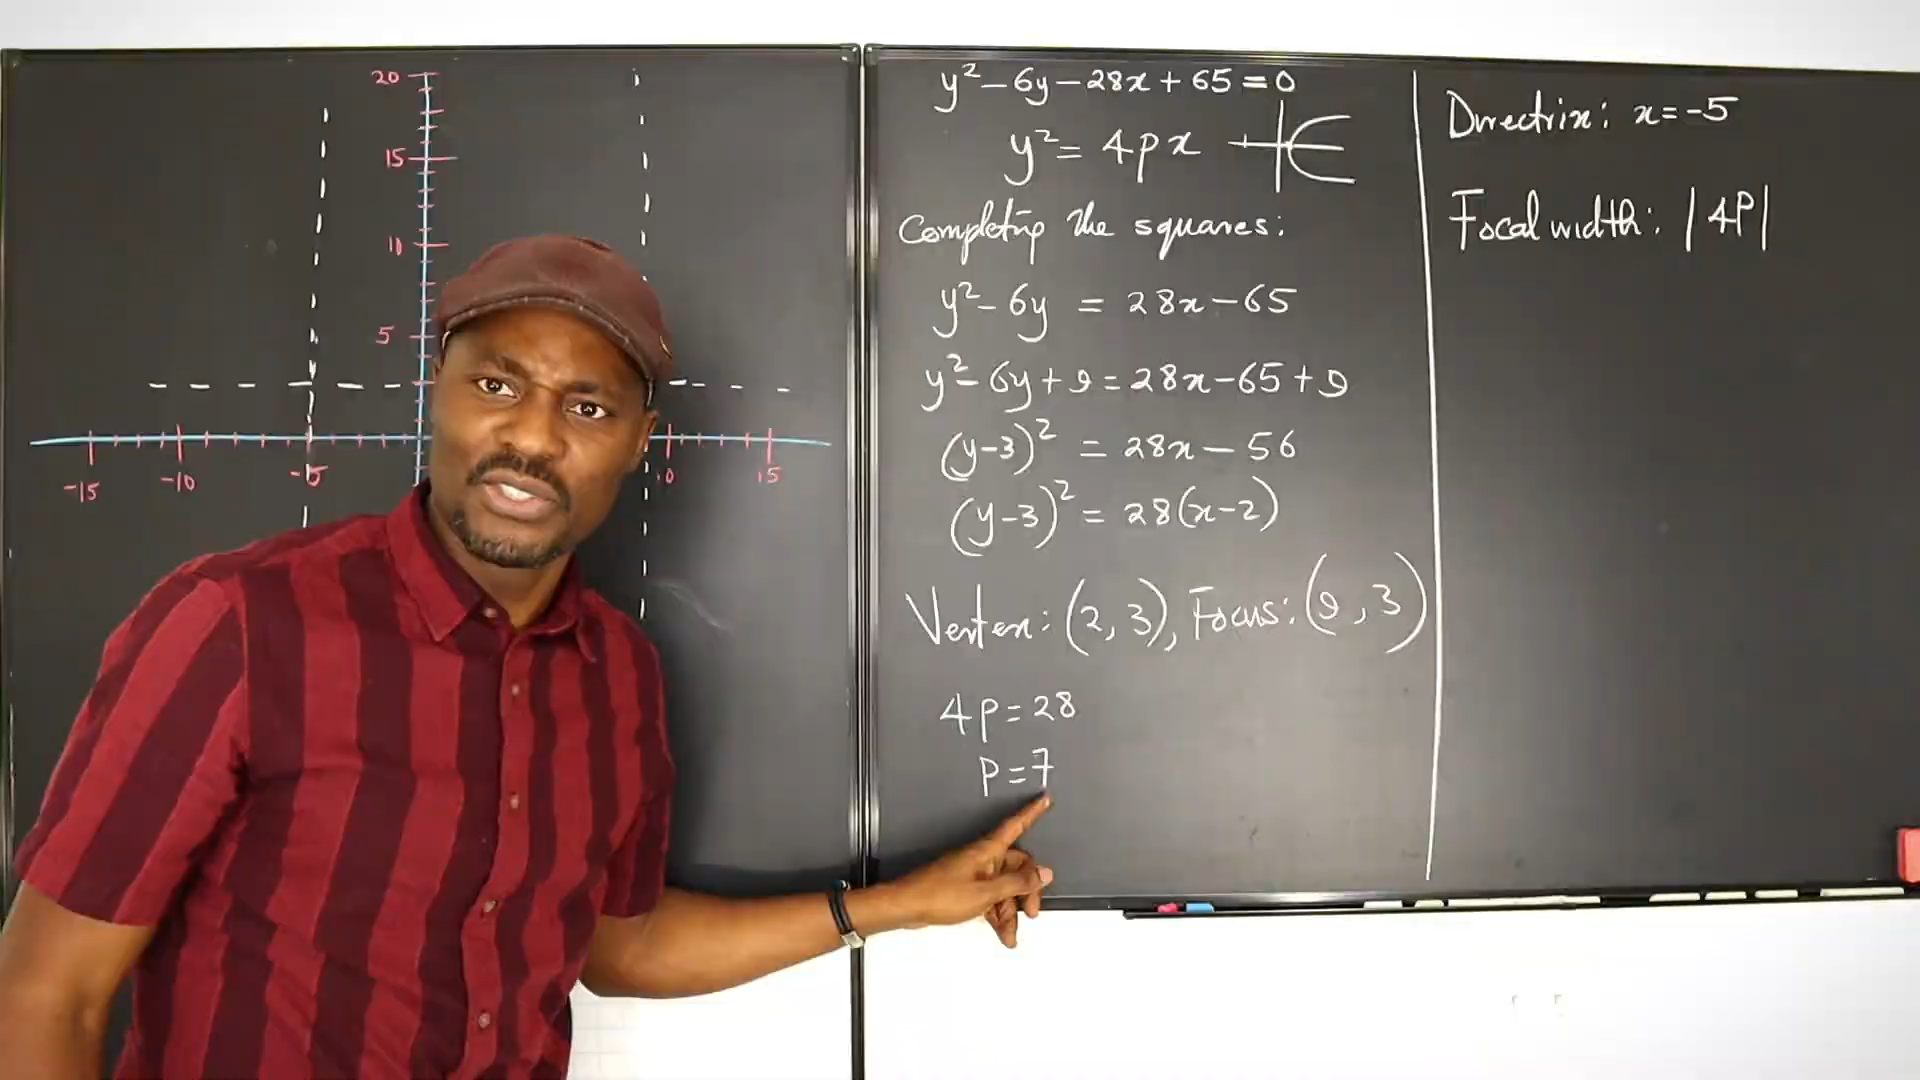 20
15
10
5
-15
-10
-5
10
15
y² - 6y - 28x + 65 = 0
y² = 4px
Completing the squares:
y² - 6y = 28x - 65
y² - 6y + 9 = 28x - 65 + 9
(y-3)² = 28x - 56
(y-3)² = 28(x-2)
Vertex: (2, 3), Focus: (9, 3)
4p = 28
P = 7
Directrix: x = -5
Focal width: |4P|